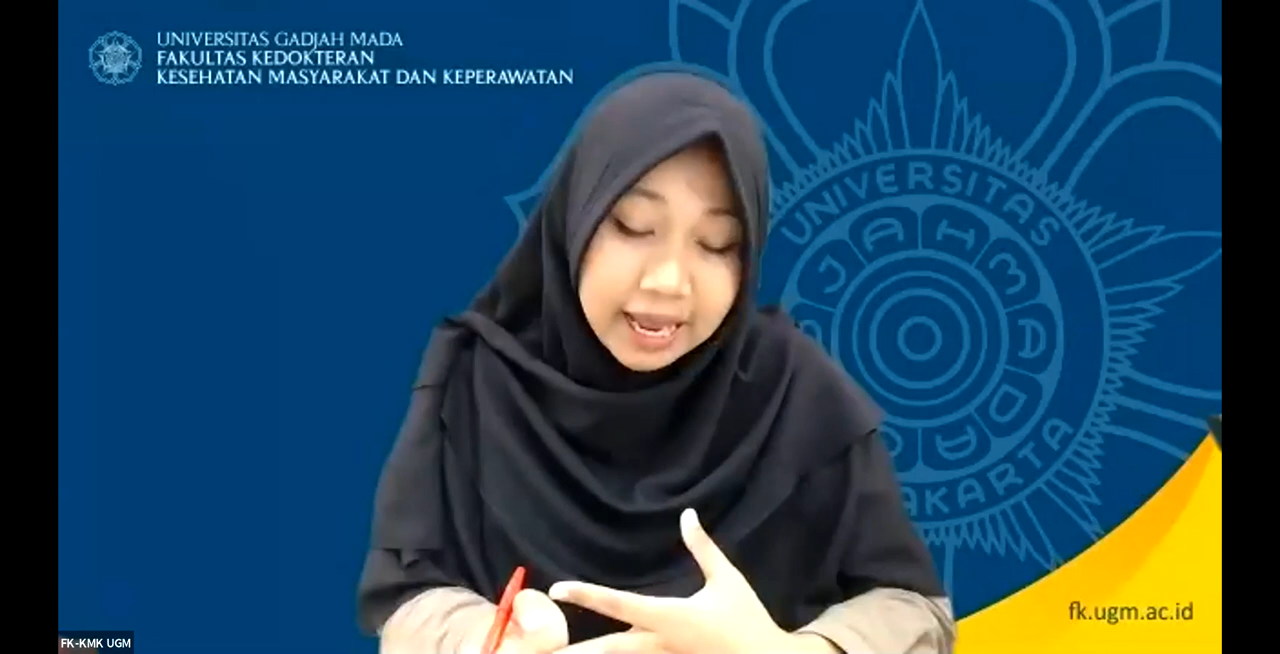 UNIVERSITAS GADJAH MADA
FAKULTAS KEDOKTERAN
KESEHATAN MASYARAKAT DAN KEPERAWATAN
UNIVERSITAS
JAH MADA
AKARTA
fk.ugm.ac.id
FK-KMK UGM